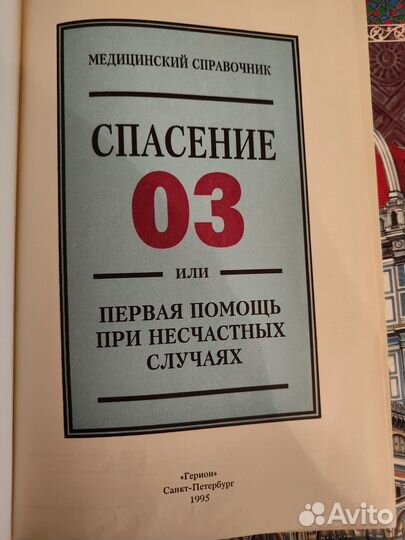 МЕДИЦИНСКИЙ СПРАВОЧНИК
СПАСЕНИЕ
03
ИЛИ
ПЕРВАЯ ПОМОЩЬ
ПРИ НЕСЧАСТНЫХ
СЛУЧАЯХ
«Герион»
Санкт-Петербург
1995
Avito